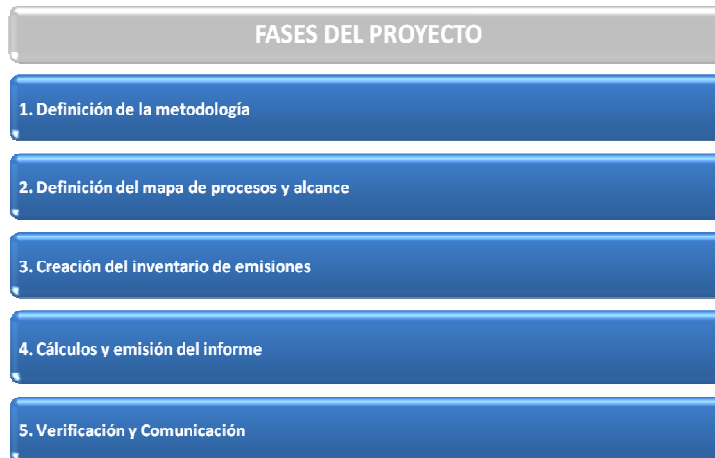 FASES DEL PROYECTO
1. Definición de la metodología
2. Definición del mapa de procesos y alcance
3. Creación del inventario de emisiones
4. Cálculos y emisión del informe
5. Verificación y Comunicación